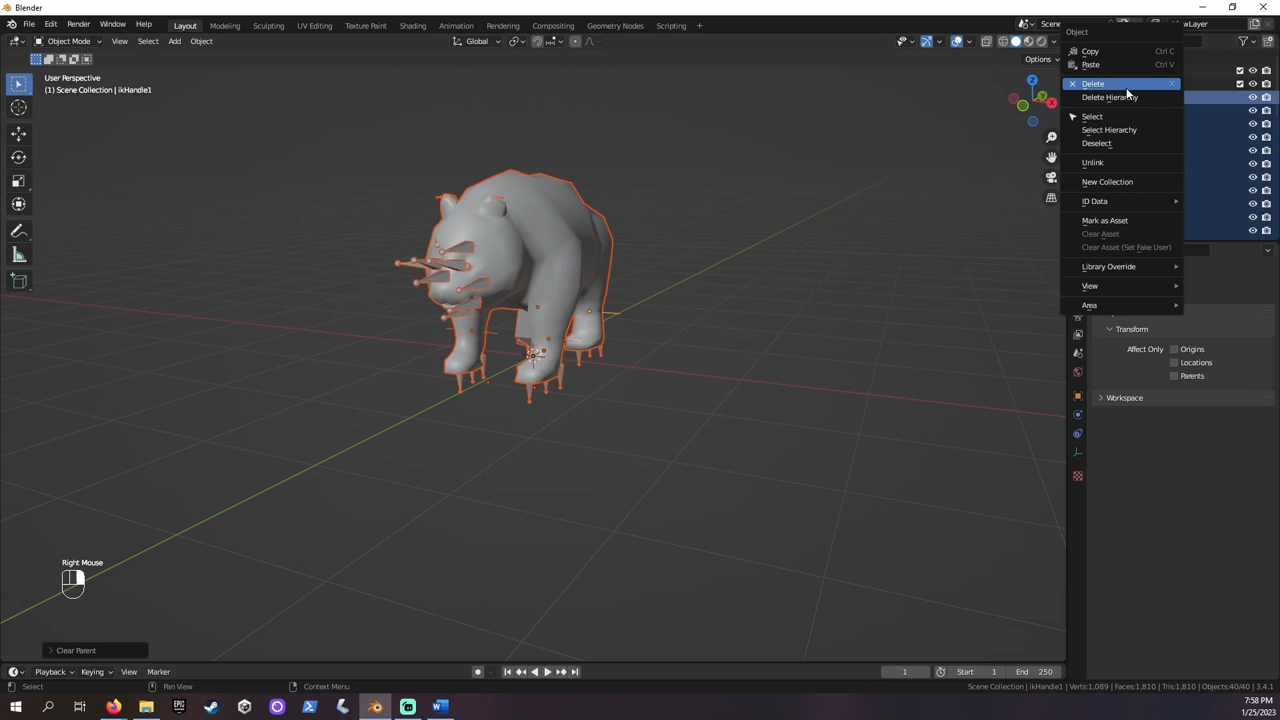 Blender
File Edit Render Window Help Layout Modeling Sculpting UV Editing Texture Paint Shading Animation Rendering Compositing Geometry Nodes Scripting + Scene
Object Mode View Select Add Object Global
Options
User Perspective
(1) Scene Collection | ikHandle1
Z
Y
X
Object
Copy Ctrl C
Paste Ctrl V
Delete X
Delete Hierarchy
Select
Select Hierarchy
Deselect
Unlink
New Collection
ID Data
Mark as Asset
Clear Asset
Clear Asset (Set Fake User)
Library Override
View
Area
Transform
Affect Only Origins
Locations
Parents
Workspace
Right Mouse
Clear Parent
Playback Keying View Marker 1 Start 1 End 250
Select Pan View Context Menu Scene Collection | ikHandle1 | Verts:1,089 | Faces:1,810 | Tris:1,810 | Objects:40/40 | 3.4.1
7:58 PM
1/25/2023